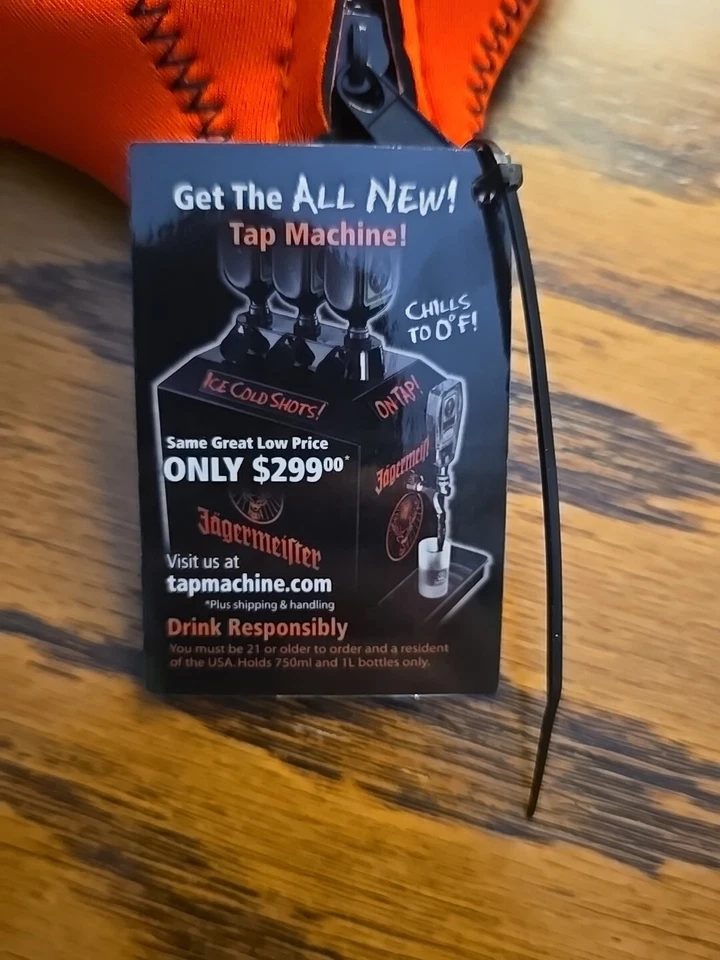 Get The ALL NEW!
Tap Machine!
CHILLS
TO 0°F!
ICE COLD SHOTS!
ON TAP!
Same Great Low Price
ONLY $299⁰⁰*
Jägermeister
Jägermeister
Visit us at
tapmachine.com
*Plus shipping & handling
Drink Responsibly
You must be 21 or older to order and a resident
of the USA. Holds 750ml and 1L bottles only.